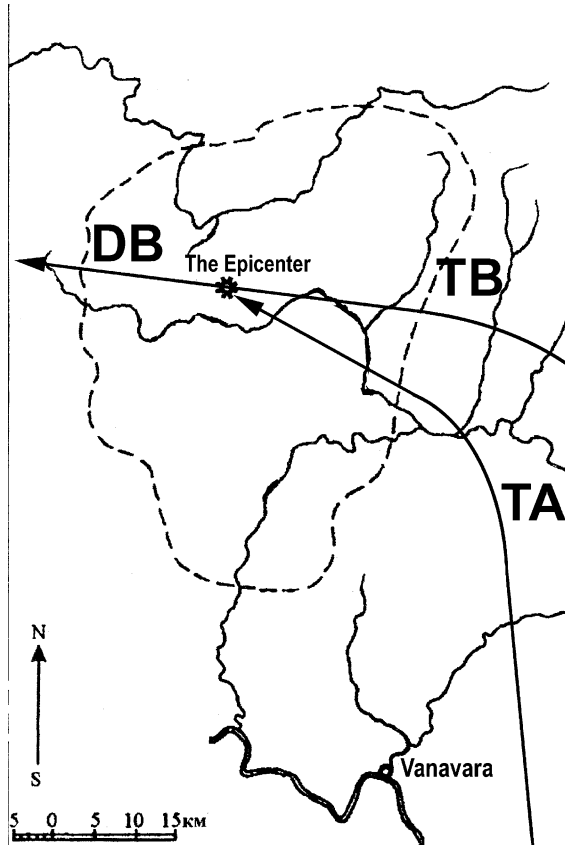 DB
The Epicenter
TB
TA
N
S
Vanavara
5 0 5 10 15км